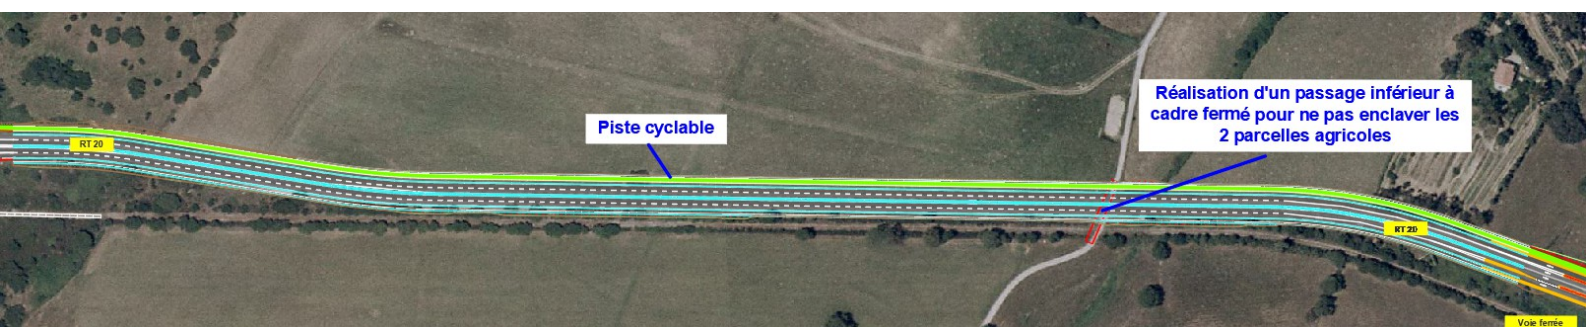 Réalisation d'un passage inférieur à
cadre fermé pour ne pas enclaver les
2 parcelles agricoles
Piste cyclable
RT 20
RT 20
Voie ferrée